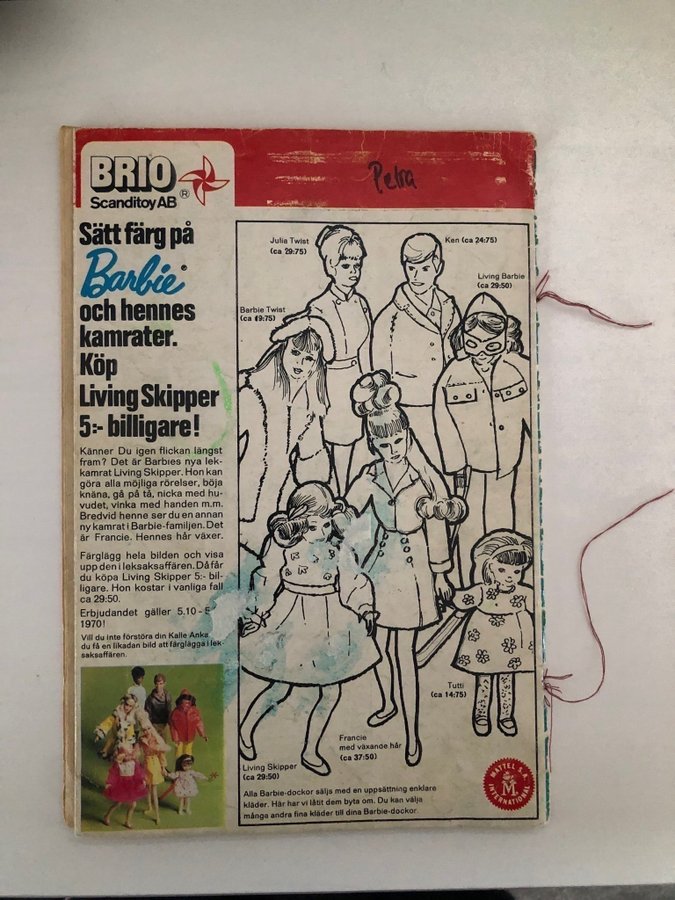 BRIO
®
Scanditoy AB
Petra
Sätt färg på
Barbie®
och hennes
kamrater.
Köp
Living Skipper
5:- billigare!
Känner Du igen flickan längst
fram? Det är Barbies nya lek-
kamrat Living Skipper. Hon kan
göra alla möjliga rörelser, böja
knäna, gå på tå, nicka med hu-
vudet, vinka med handen m.m.
Bredvid henne ser du en annan
ny kamrat i Barbie-familjen. Det
är Francie. Hennes hår växer.
Färglägg hela bilden och visa
upp den i leksaksaffären. Då får
du köpa Living Skipper 5:- bil-
ligare. Hon kostar i vanliga fall
ca 29:50.
Erbjudandet gäller 5.10-
1970!
Vill du inte förstöra din Kalle Anka
du få en likadan bild att färglägga i lek-
saksaffären.
Julia Twist
(ca 29:75)
Ken (ca 24:75)
Living Barbie
(ca 29:50)
Barbie Twist
(ca 19:75)
Tutti
(ca 14:75)
Francie
med växande hår
(ca 37:50)
Living Skipper
(ca 29:50)
Alla Barbie-dockor säljs med en uppsättning enklare
kläder. Här har vi låtit dem byta om. Du kan välja
många andra fina kläder till dina Barbie-dockor.
MATTEL S.A.
M
INTERNATIONAL